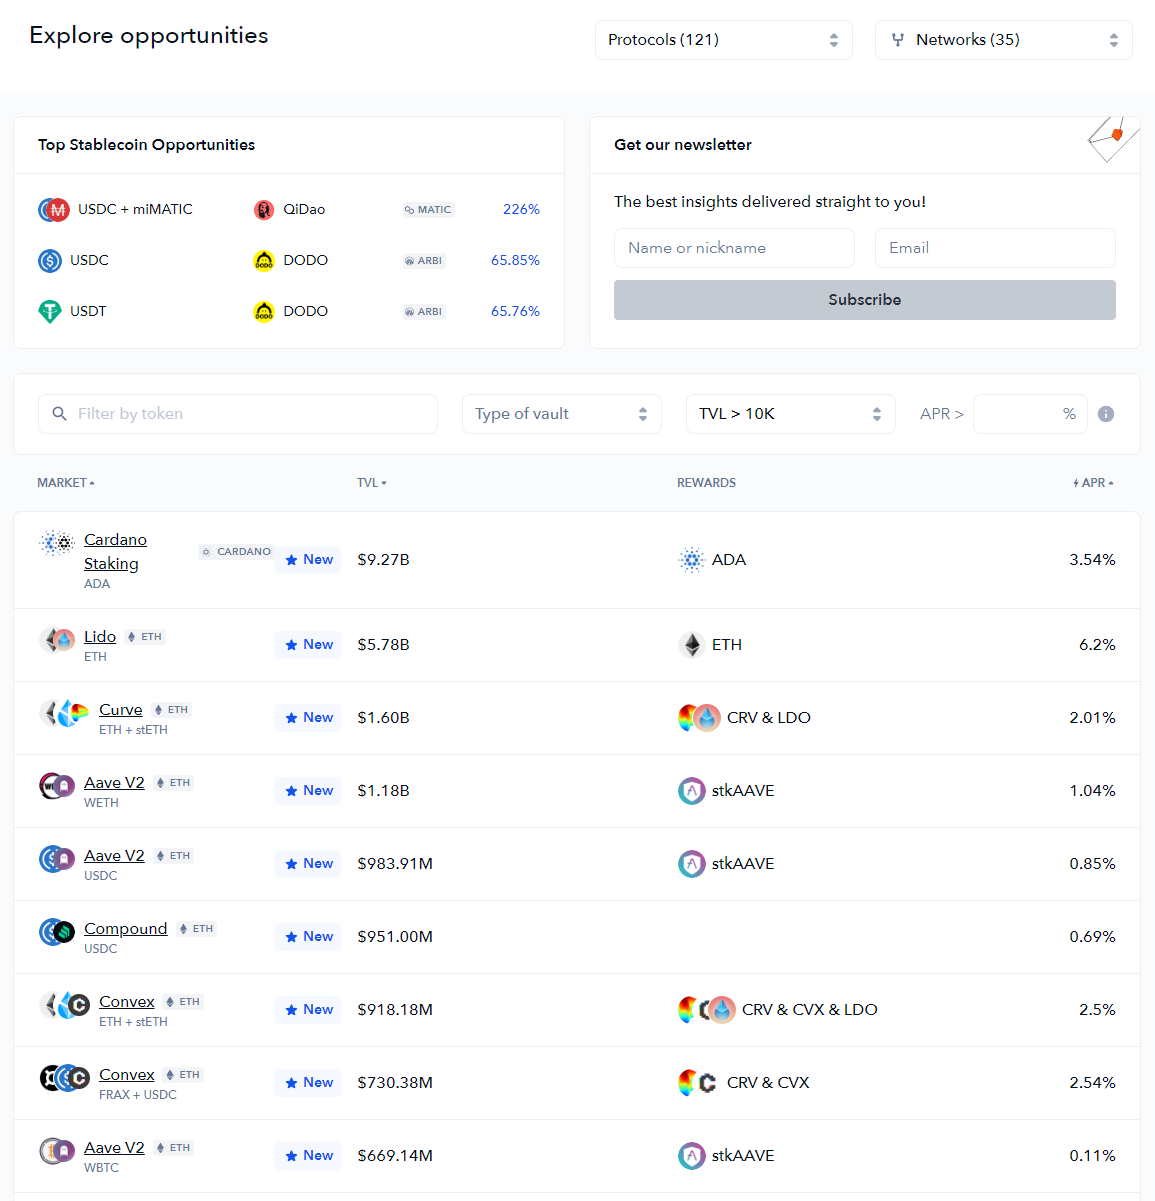 Explore opportunities
Protocols (121)
Networks (35)
Top Stablecoin Opportunities
USDC + miMATIC QiDao MATIC 226%
USDC DODO ARBI 65.85%
USDT DODO ARBI 65.76%
Get our newsletter
The best insights delivered straight to you!
Name or nickname Email
Subscribe
Filter by token Type of vault TVL > 10K APR > %
MARKET TVL REWARDS APR
Cardano Staking CARDANO New $9.27B ADA 3.54%
ADA
Lido ETH New $5.78B ETH 6.2%
ETH
Curve ETH New $1.60B CRV & LDO 2.01%
ETH + stETH
Aave V2 ETH New $1.18B stkAAVE 1.04%
WETH
Aave V2 ETH New $983.91M stkAAVE 0.85%
USDC
Compound ETH New $951.00M 0.69%
USDC
Convex ETH New $918.18M CRV & CVX & LDO 2.5%
ETH + stETH
Convex ETH New $730.38M CRV & CVX 2.54%
FRAX + USDC
Aave V2 ETH New $669.14M stkAAVE 0.11%
WBTC